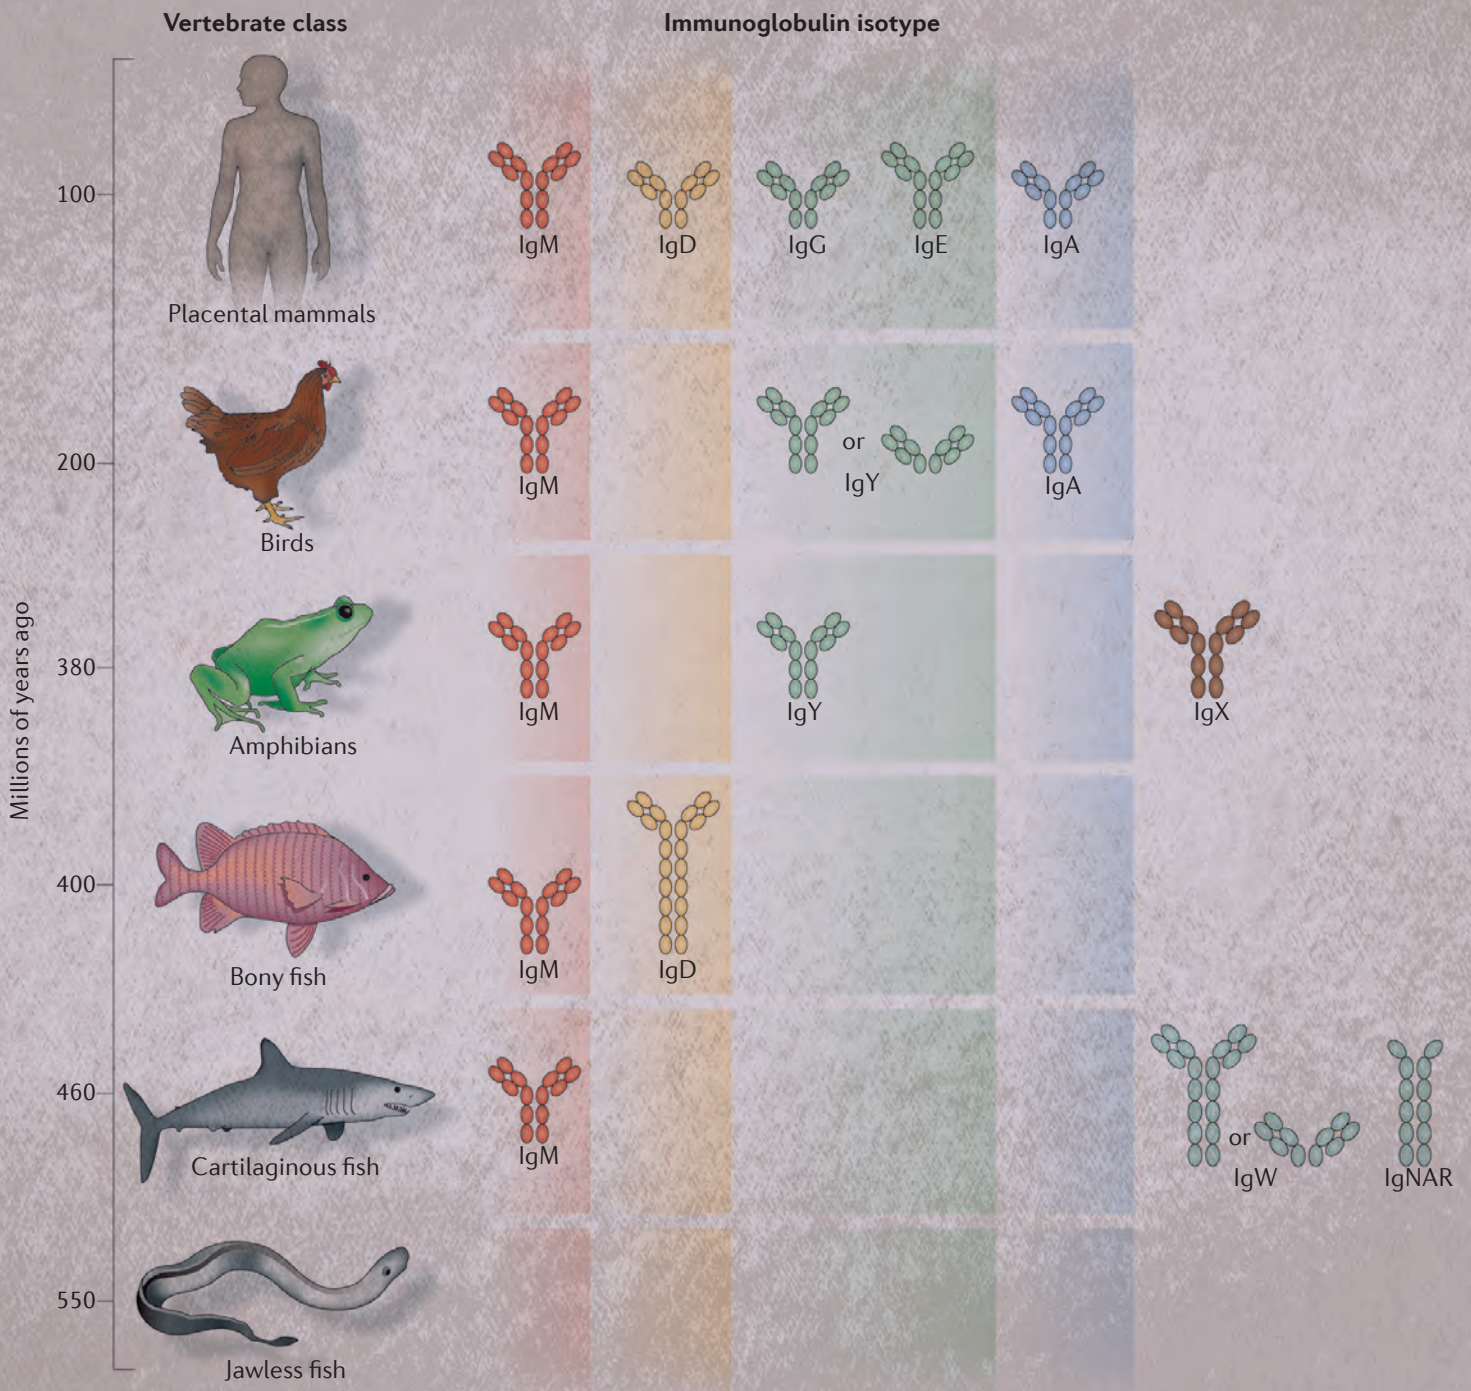 Vertebrate class
Immunoglobulin isotype
Millions of years ago
100
IgM
IgD
IgG
IgE
IgA
Placental mammals
200
IgM
or
IgY
IgA
Birds
380
IgM
IgY
IgX
Amphibians
400
IgM
IgD
Bony fish
460
IgM
or
IgW
IgNAR
Cartilaginous fish
550
Jawless fish